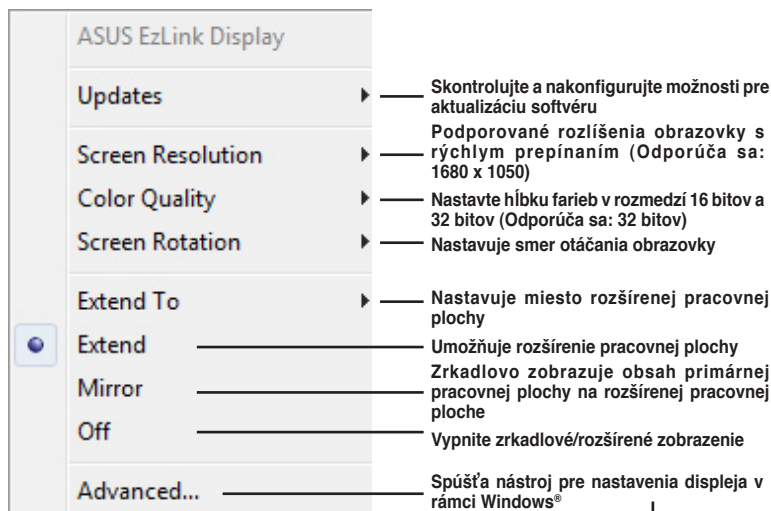 ASUS EzLink Display
Updates
Skontrolujte a nakonfigurujte možnosti pre
aktualizáciu softvéru
Screen Resolution
Podporované rozlíšenia obrazovky s
rýchlym prepínaním (Odporúča sa:
1680 x 1050)
Color Quality
Nastavte hĺbku farieb v rozmedzí 16 bitov a
32 bitov (Odporúča sa: 32 bitov)
Screen Rotation
Nastavuje smer otáčania obrazovky
Extend To
Nastavuje miesto rozšírenej pracovnej
plochy
Extend
Umožňuje rozšírenie pracovnej plochy
Mirror
Zrkadlovo zobrazuje obsah primárnej
pracovnej plochy na rozšírenej pracovnej
ploche
Off
Vypnite zrkadlové/rozšírené zobrazenie
Advanced...
Spúšťa nástroj pre nastavenia displeja v
rámci Windows®